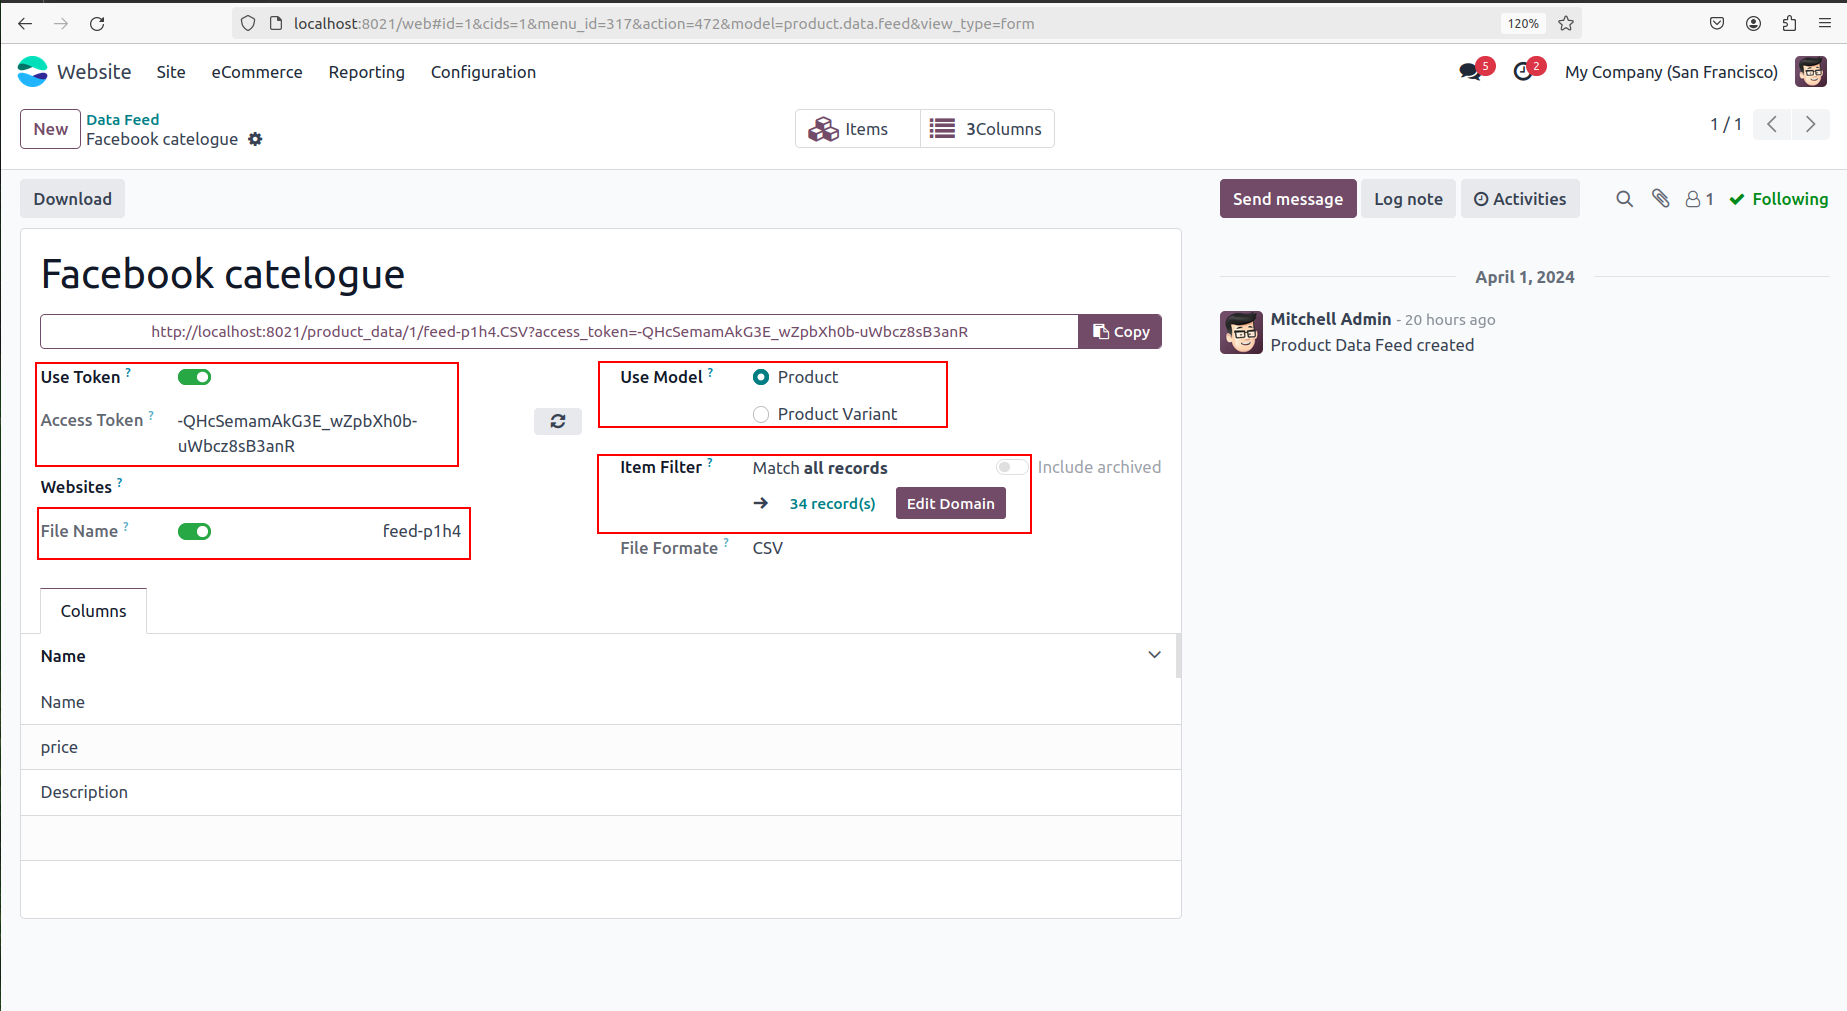 localhost:8021/web#id=1&cids=1&menu_id=317&action=472&model=product.data.feed&view_type=form
120%
Website
Site
eCommerce
Reporting
Configuration
5
2
My Company (San Francisco)
New
Data Feed
Facebook catelogue
Items
3Columns
1 / 1
Download
Send message
Log note
Activities
1
Following
Facebook catelogue
http://localhost:8021/product_data/1/feed-p1h4.CSV?access_token=-QHcSemamAkG3E_wZpbXh0b-uWbcz8sB3anR
Copy
Use Token ?
Access Token ?
-QHcSemamAkG3E_wZpbXh0b-
uWbcz8sB3anR
Websites ?
File Name ?
feed-p1h4
Use Model ?
Product
Product Variant
Item Filter ?
Match all records
Include archived
34 record(s)
Edit Domain
File Formate ?
CSV
Columns
Name
Name
price
Description
April 1, 2024
Mitchell Admin - 20 hours ago
Product Data Feed created